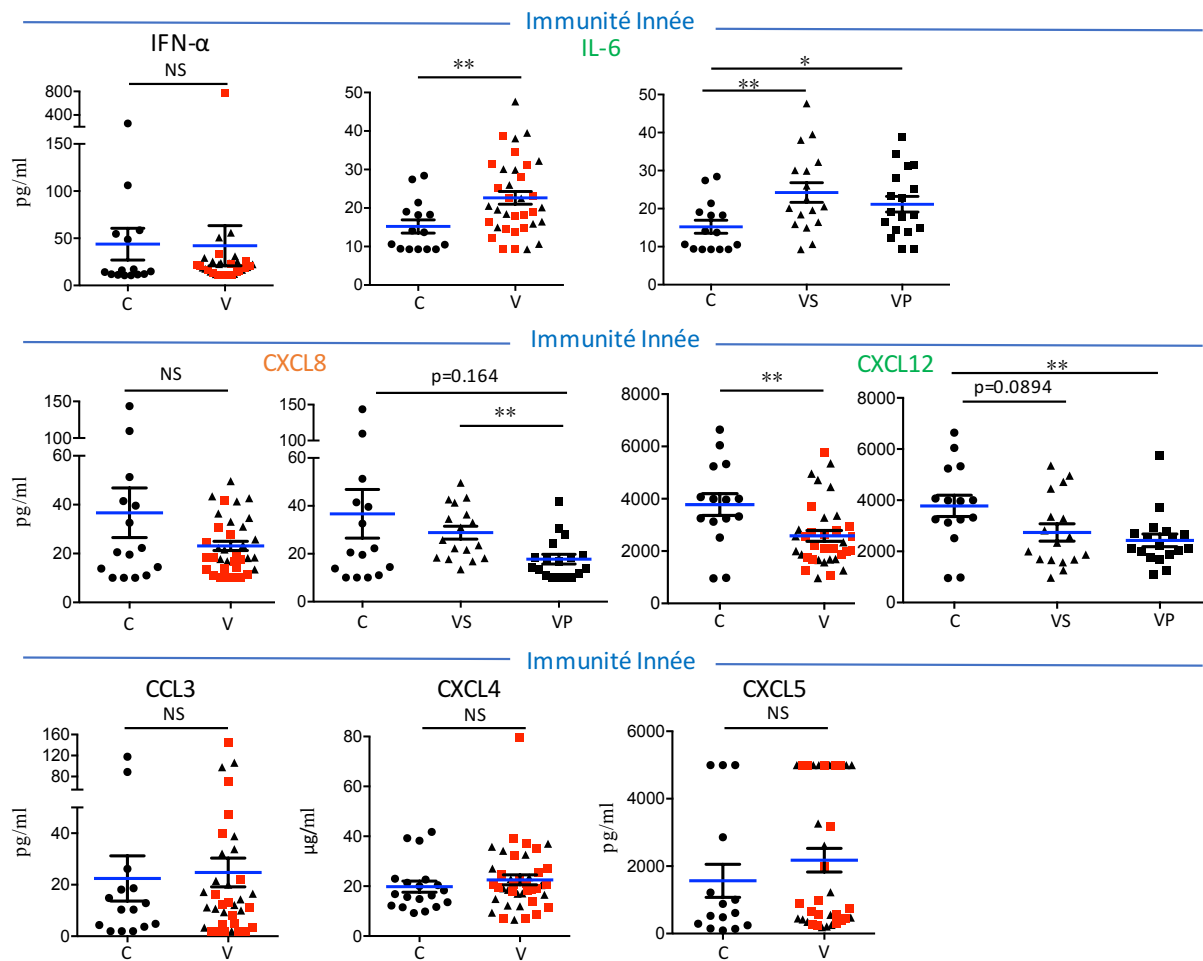 Immunité Innée
IFN-α
IL-6
NS
**
**
*
pg/ml
800
400
150
100
50
0
C
V
50
40
30
20
10
0
C
V
50
40
30
20
10
0
C
VS
VP
Immunité Innée
CXCL8
CXCL12
NS
p=0.164
**
**
**
p=0.0894
pg/ml
150
100
60
40
20
0
C
V
150
100
60
40
20
0
C
VS
VP
8000
6000
4000
2000
0
C
V
8000
6000
4000
2000
0
C
VS
VP
Immunité Innée
CCL3
CXCL4
CXCL5
NS
NS
NS
pg/ml
160
120
80
40
20
0
C
V
µg/ml
80
60
40
20
0
C
V
pg/ml
6000
4000
2000
0
C
V